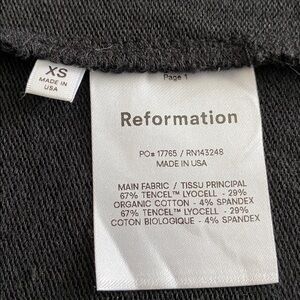 XS
MADE IN
USA
Page 1
Reformation
PO# 17765 / RN143248
MADE IN USA
MAIN FABRIC / TISSU PRINCIPAL
67% TENCEL™ LYOCELL - 29%
ORGANIC COTTON - 4% SPANDEX
67% TENCEL™ LYOCELL - 29%
COTON BIOLOGIQUE - 4% SPANDEX